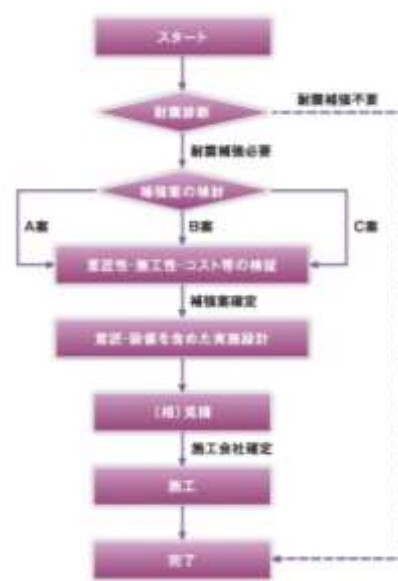 スタート
耐震診断
耐震補強不要
耐震補強必要
補強案の検討
A案
B案
C案
意匠性・施工性・コスト等の検証
補強案確定
意匠・設備を含めた実施設計
(相)見積
施工会社確定
施工
完了